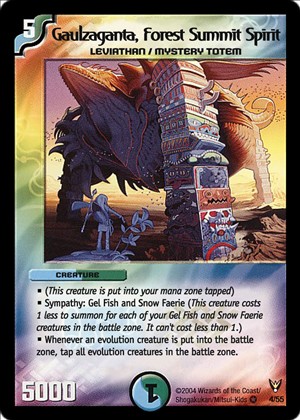 5
Gaulzaganta, Forest Summit Spirit
LEVIATHAN / MYSTERY TOTEM
CREATURE
▪ (This creature is put into your mana zone tapped)
▪ Sympathy: Gel Fish and Snow Faerie (This creature costs
1 less to summon for each of your Gel Fish and Snow Faerie
creatures in the battle zone. It can't cost less than 1.)
▪ Whenever an evolution creature is put into the battle
zone, tap all creatures in the battle zone.
5000
1
©2004 Wizards of the Coast/
Shogakukan/Mitsui-Kids
4/55